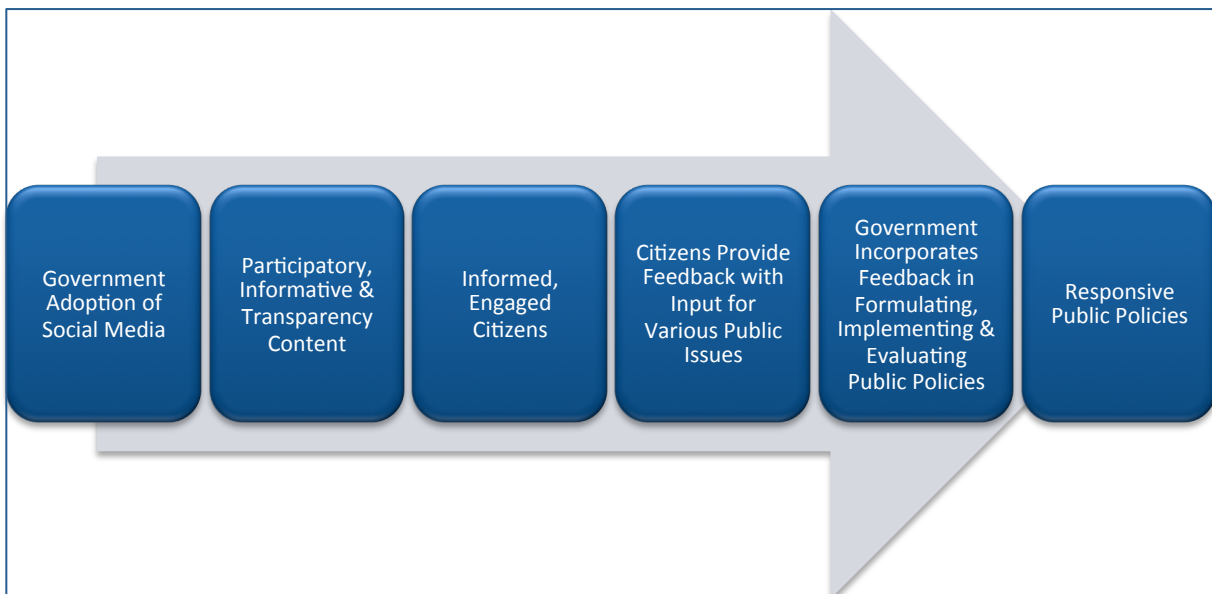 Government
Adoption of
Social Media
Participatory,
Informative &
Transparency
Content
Informed,
Engaged
Citizens
Citizens Provide
Feedback with
Input for
Various Public
Issues
Government
Incorporates
Feedback in
Formulating,
Implementing &
Evaluating
Public Policies
Responsive
Public Policies